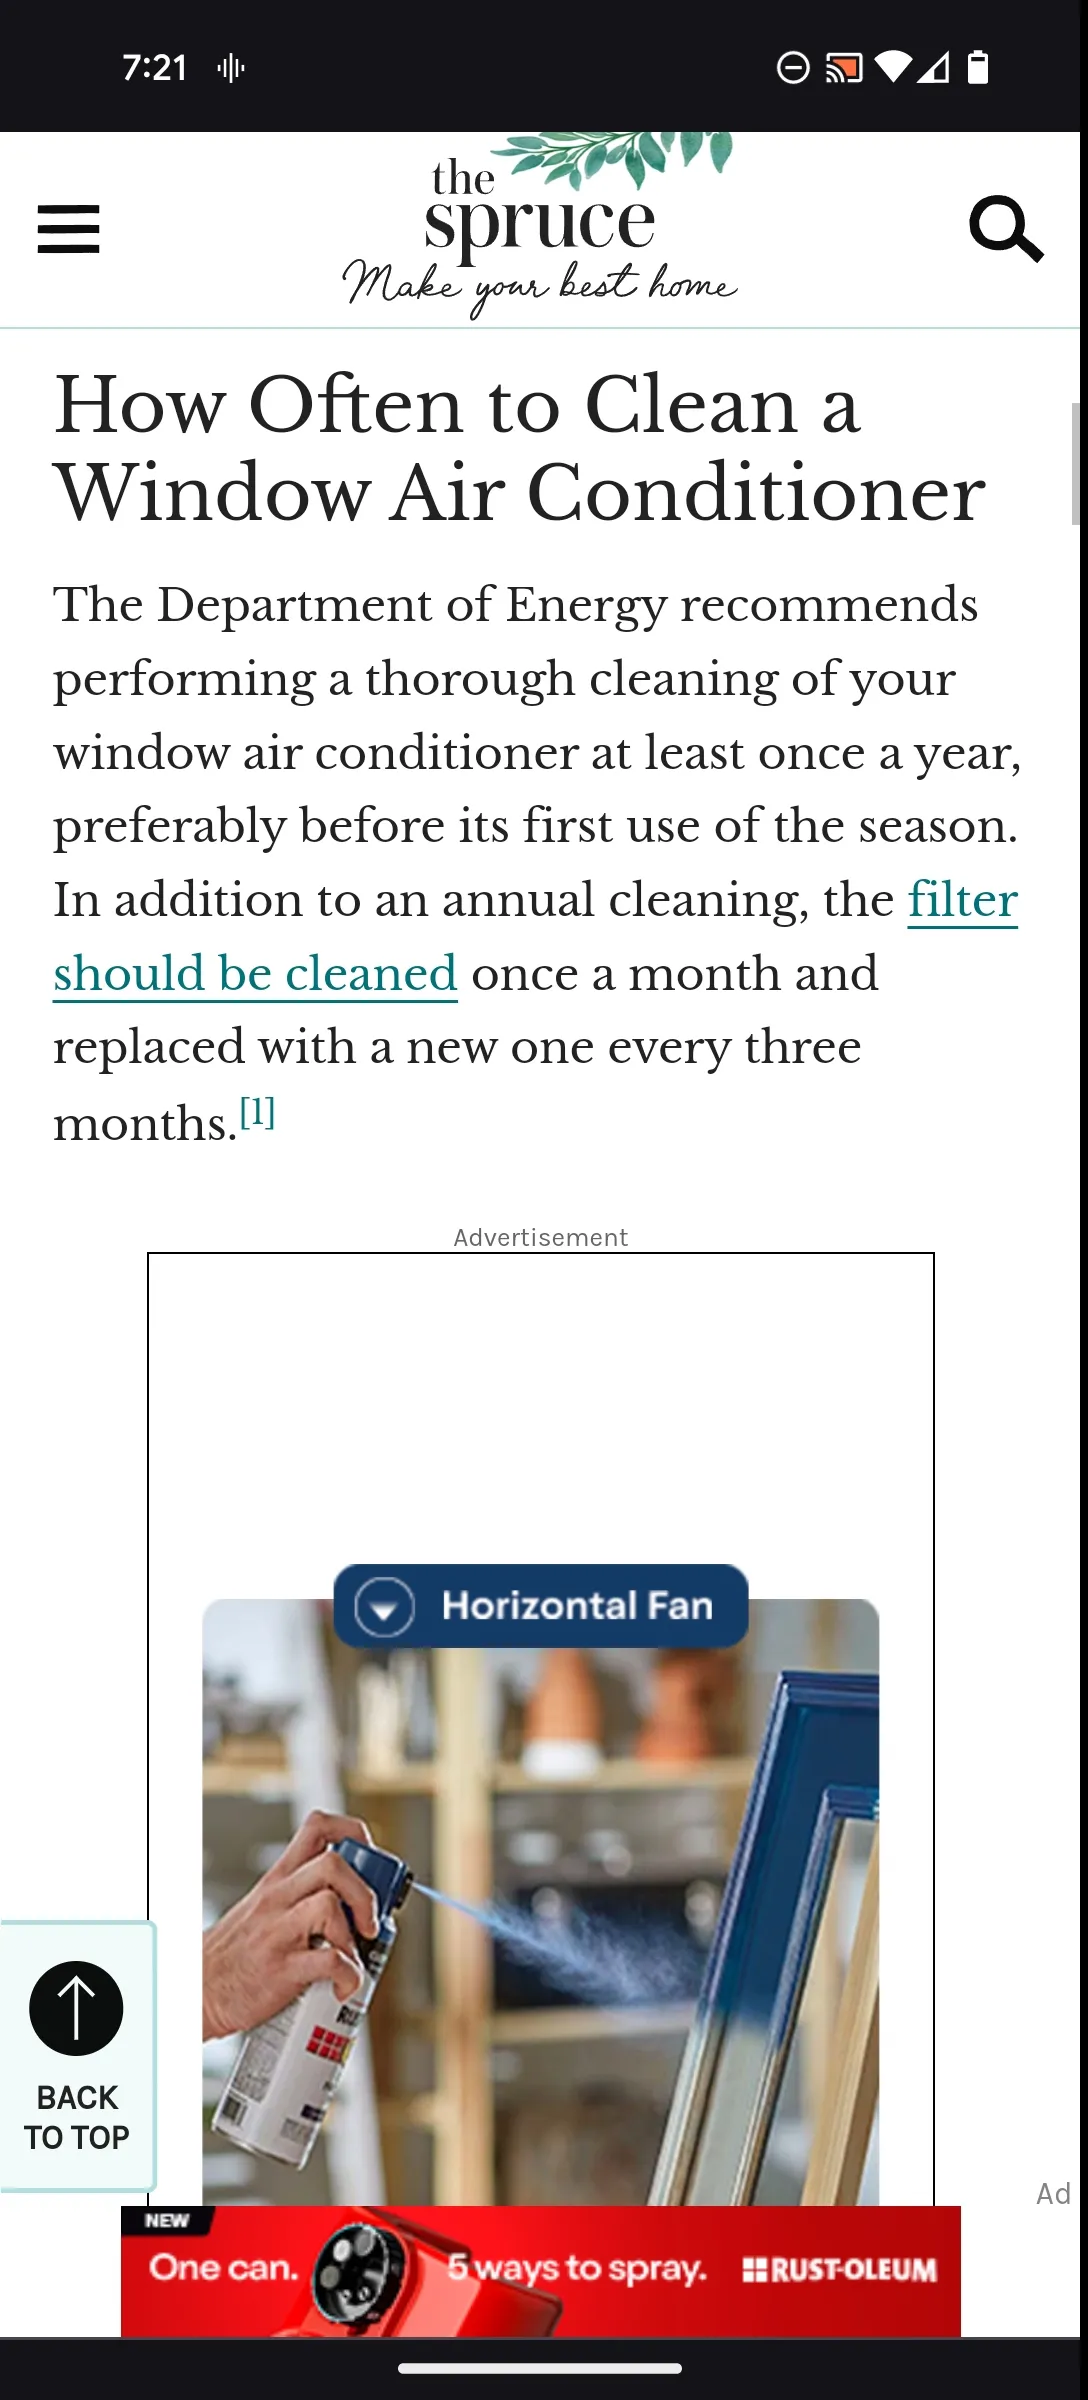 7:21
the
spruce
Make your best home
How Often to Clean a
Window Air Conditioner
The Department of Energy recommends
performing a thorough cleaning of your
window air conditioner at least once a year,
preferably before its first use of the season.
In addition to an annual cleaning, the filter
should be cleaned once a month and
replaced with a new one every three
months.[1]
Advertisement
Horizontal Fan
BACK
TO TOP
Ad
NEW
One can. 5 ways to spray. RUST-OLEUM